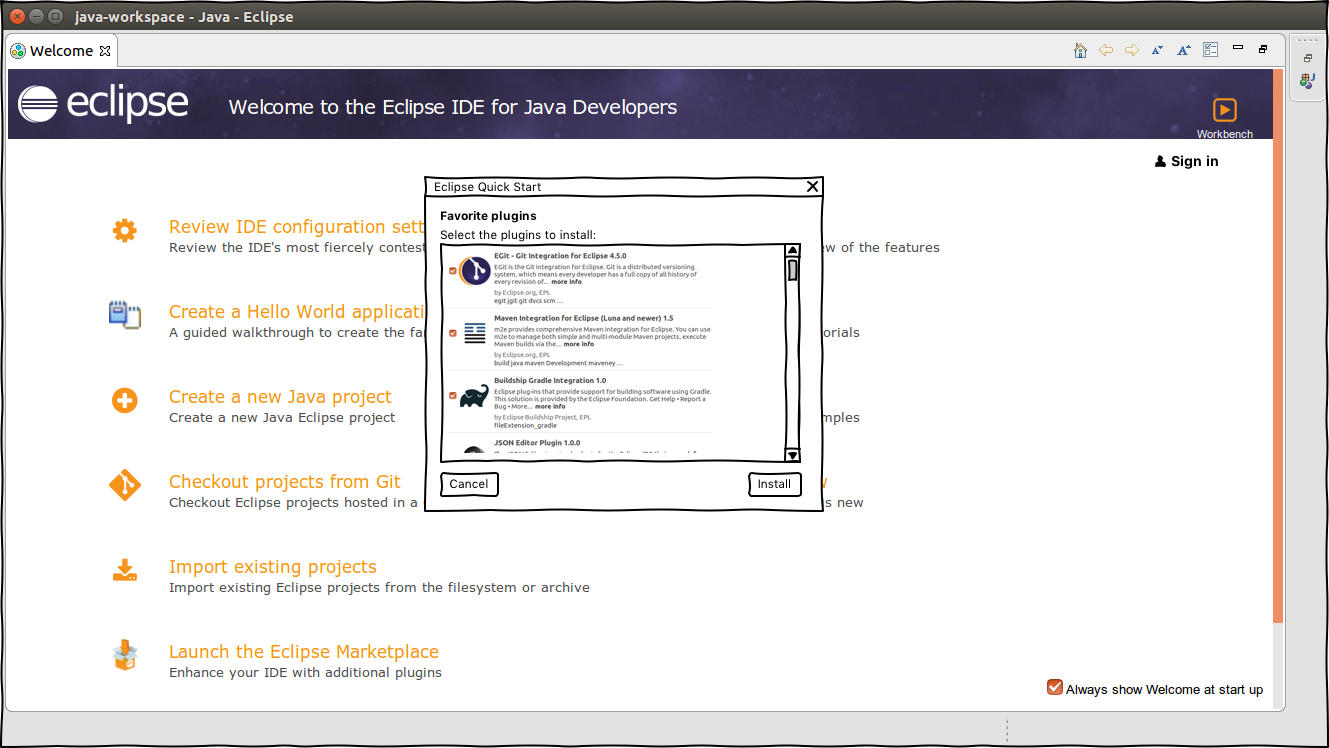 java-workspace - Java - Eclipse
Welcome
eclipse
Welcome to the Eclipse IDE for Java Developers
Workbench
Sign in
Review IDE configuration sett
Review the IDE's most fiercely contest
ew of the features
Create a Hello World applicati
A guided walkthrough to create the fa
orials
Create a new Java project
Create a new Java Eclipse project
mples
Checkout projects from Git
Checkout Eclipse projects hosted in a
w
is new
Import existing projects
Import existing Eclipse projects from the filesystem or archive
Launch the Eclipse Marketplace
Enhance your IDE with additional plugins
Always show Welcome at start up
Eclipse Quick Start
Favorite plugins
Select the plugins to install:
EGit - Git Integration for Eclipse 4.5.0
EGit is the Git integration for Eclipse. Git is a distributed versioning
system, which means every developer has a full copy of all history of
every revision of... more info
by Eclipse.org, EPL
egit jgit git dvcs scm ...
Maven Integration for Eclipse (Luna and newer) 1.5
m2e provides comprehensive Maven integration for Eclipse. You can use
m2e to manage both simple and multi-module Maven projects, execute
Maven builds via the... more info
by Eclipse.org, EPL
build java maven Development maveney ...
Buildship Gradle Integration 1.0
Eclipse plug-ins that provide support for building software using Gradle.
This solution is provided by the Eclipse Foundation. Get Help • Report a
Bug • More... more info
by Eclipse Buildship Project, EPL
fileExtension_gradle
JSON Editor Plugin 1.0.0
Cancel
Install